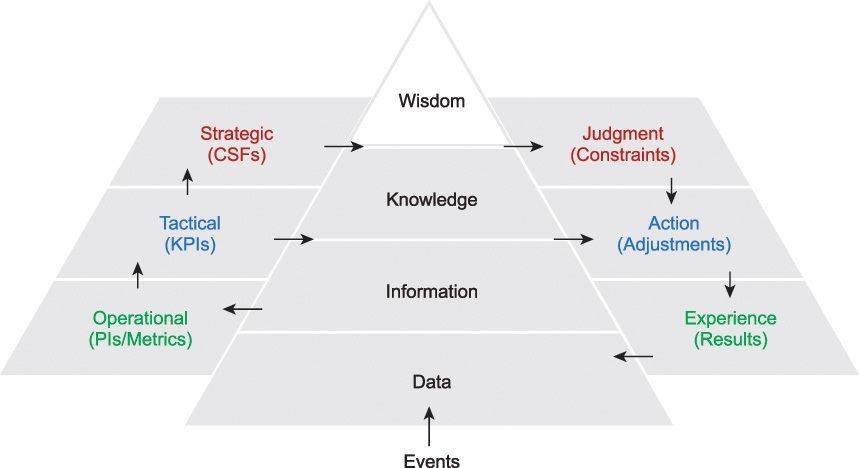 Wisdom
Strategic
(CSFs)
Judgment
(Constraints)
Knowledge
Tactical
(KPIs)
Action
(Adjustments)
Information
Operational
(PIs/Metrics)
Experience
(Results)
Data
Events